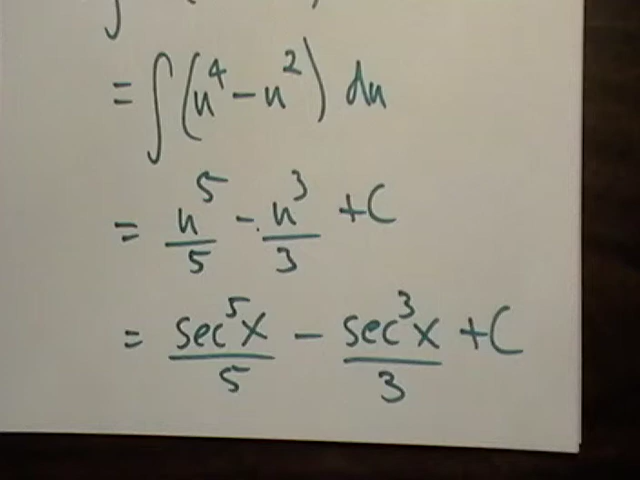 = ∫(u⁴ - u²) du
= u⁵/5 - u³/3 + C
= sec⁵x/5 - sec³x/3 + C